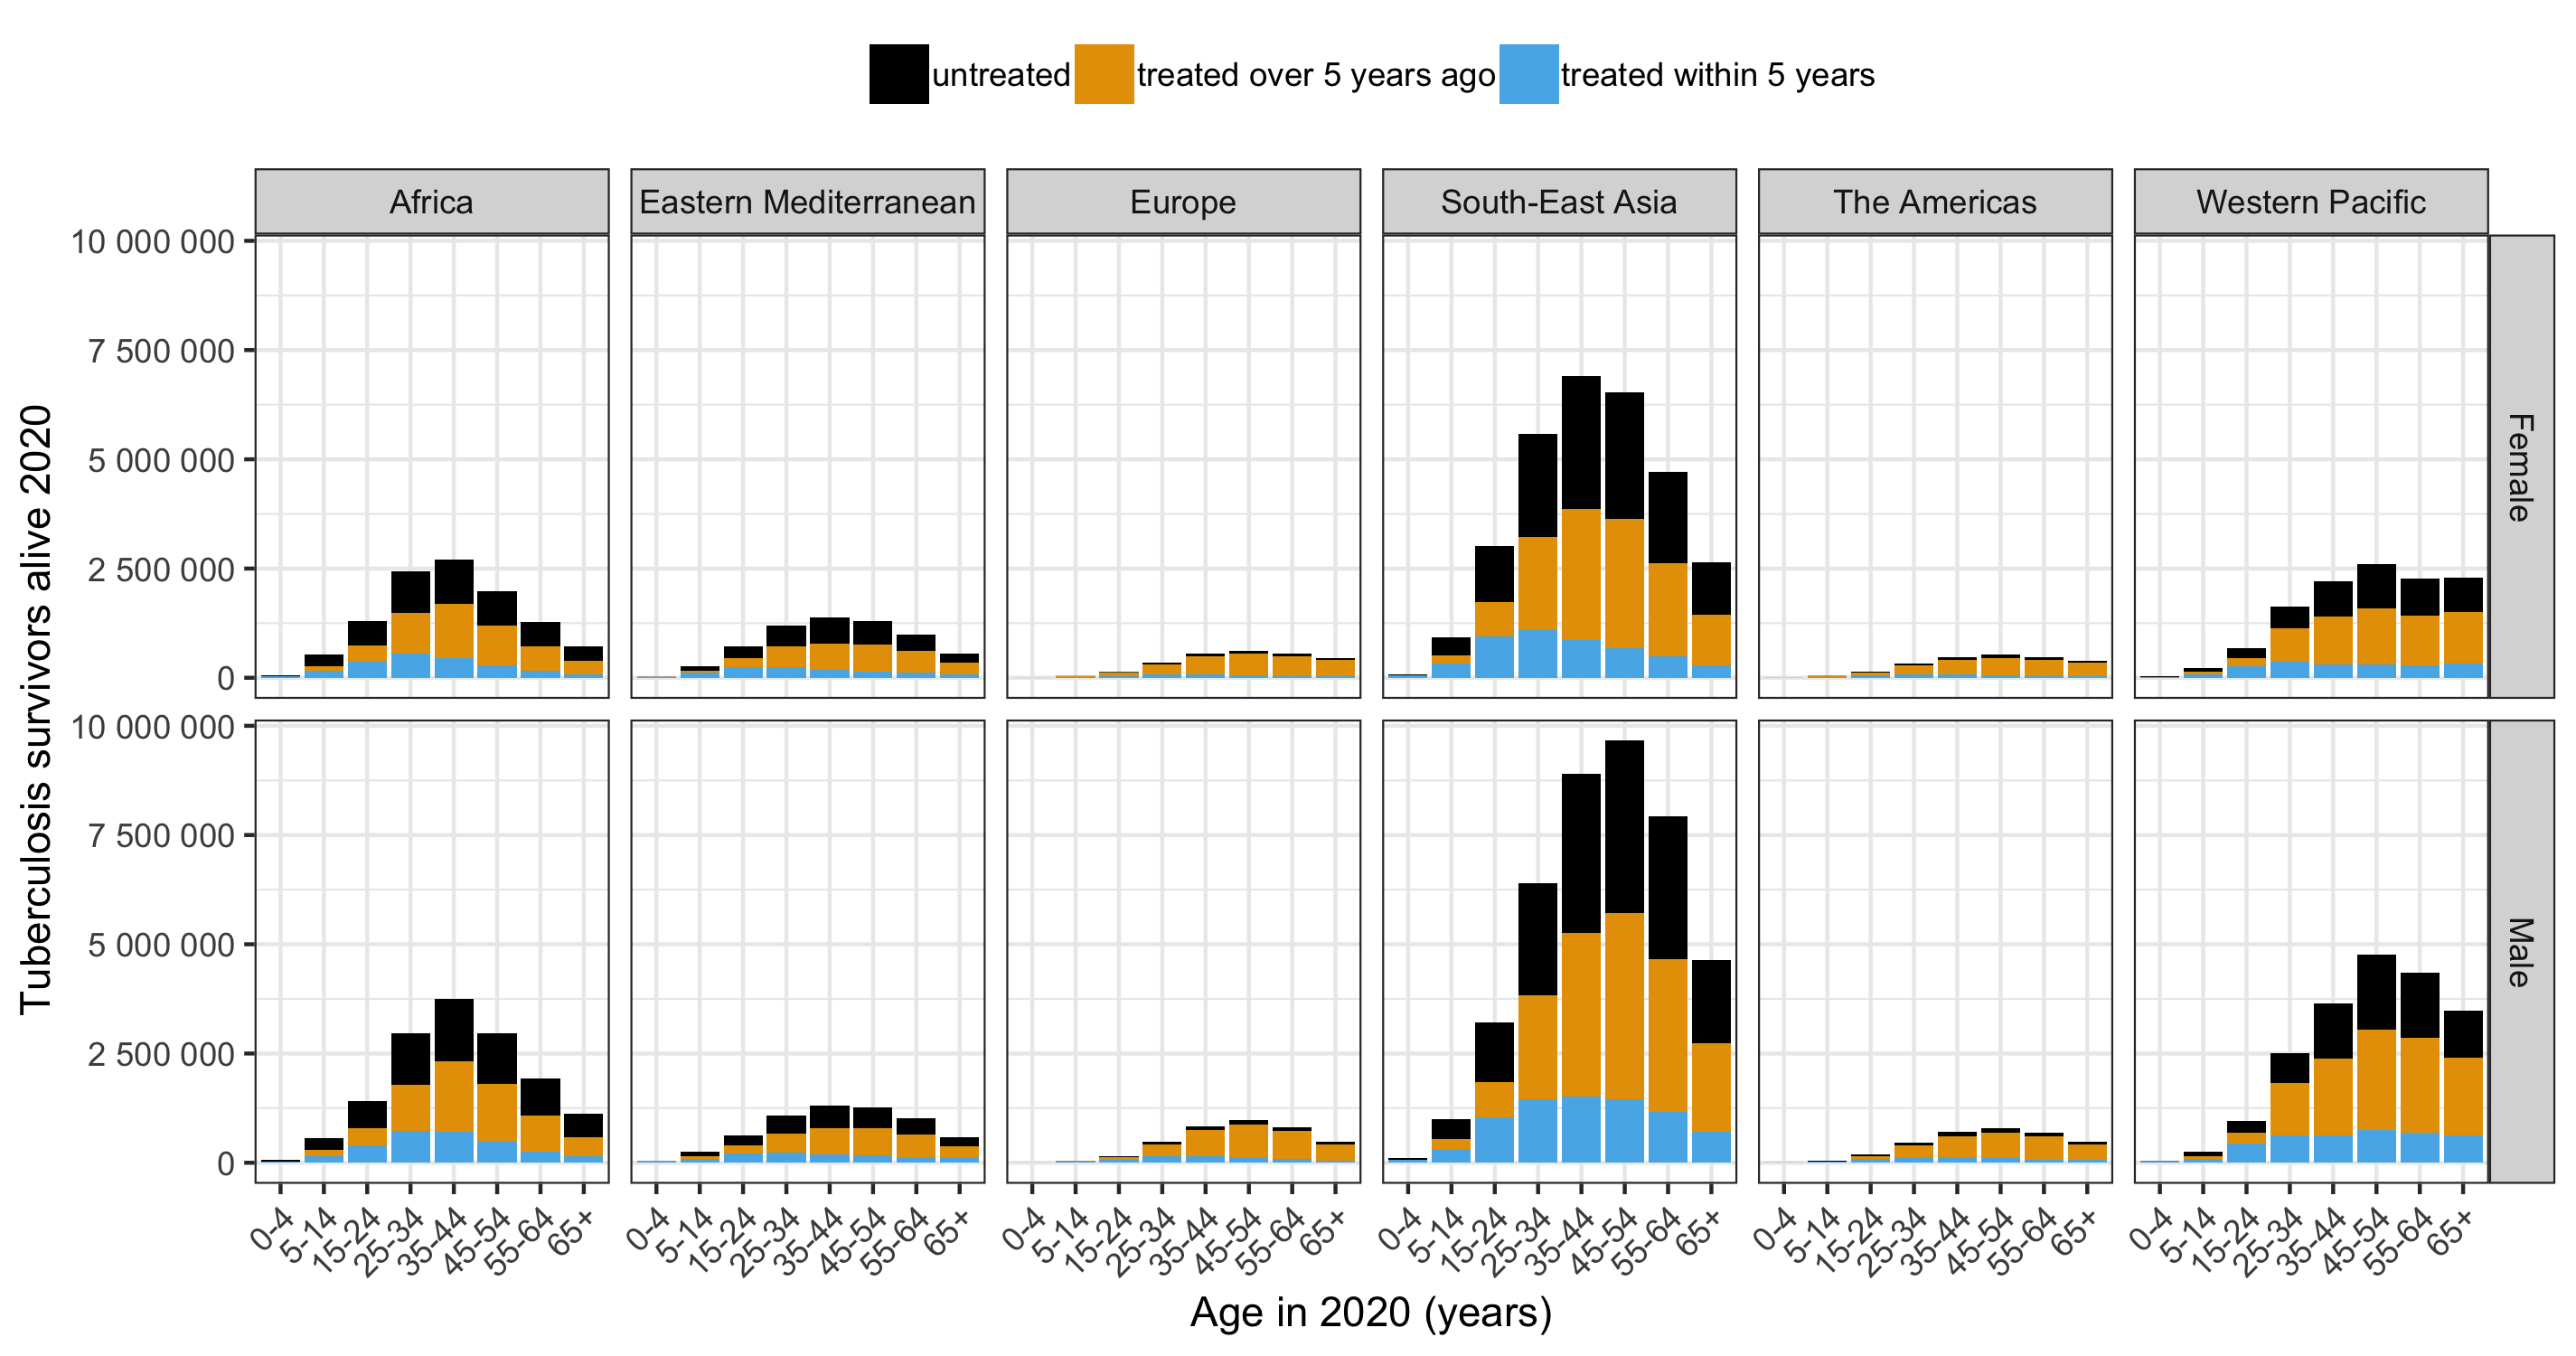 untreated treated over 5 years ago treated within 5 years
Africa Eastern Mediterranean Europe South-East Asia The Americas Western Pacific
10 000 000
7 500 000
5 000 000
2 500 000
0
Female
10 000 000
7 500 000
5 000 000
2 500 000
0
Male
Tuberculosis survivors alive 2020
0-4 5-14 15-24 25-34 35-44 45-54 55-64 65+ 0-4 5-14 15-24 25-34 35-44 45-54 55-64 65+ 0-4 5-14 15-24 25-34 35-44 45-54 55-64 65+ 0-4 5-14 15-24 25-34 35-44 45-54 55-64 65+ 0-4 5-14 15-24 25-34 35-44 45-54 55-64 65+ 0-4 5-14 15-24 25-34 35-44 45-54 55-64 65+
Age in 2020 (years)